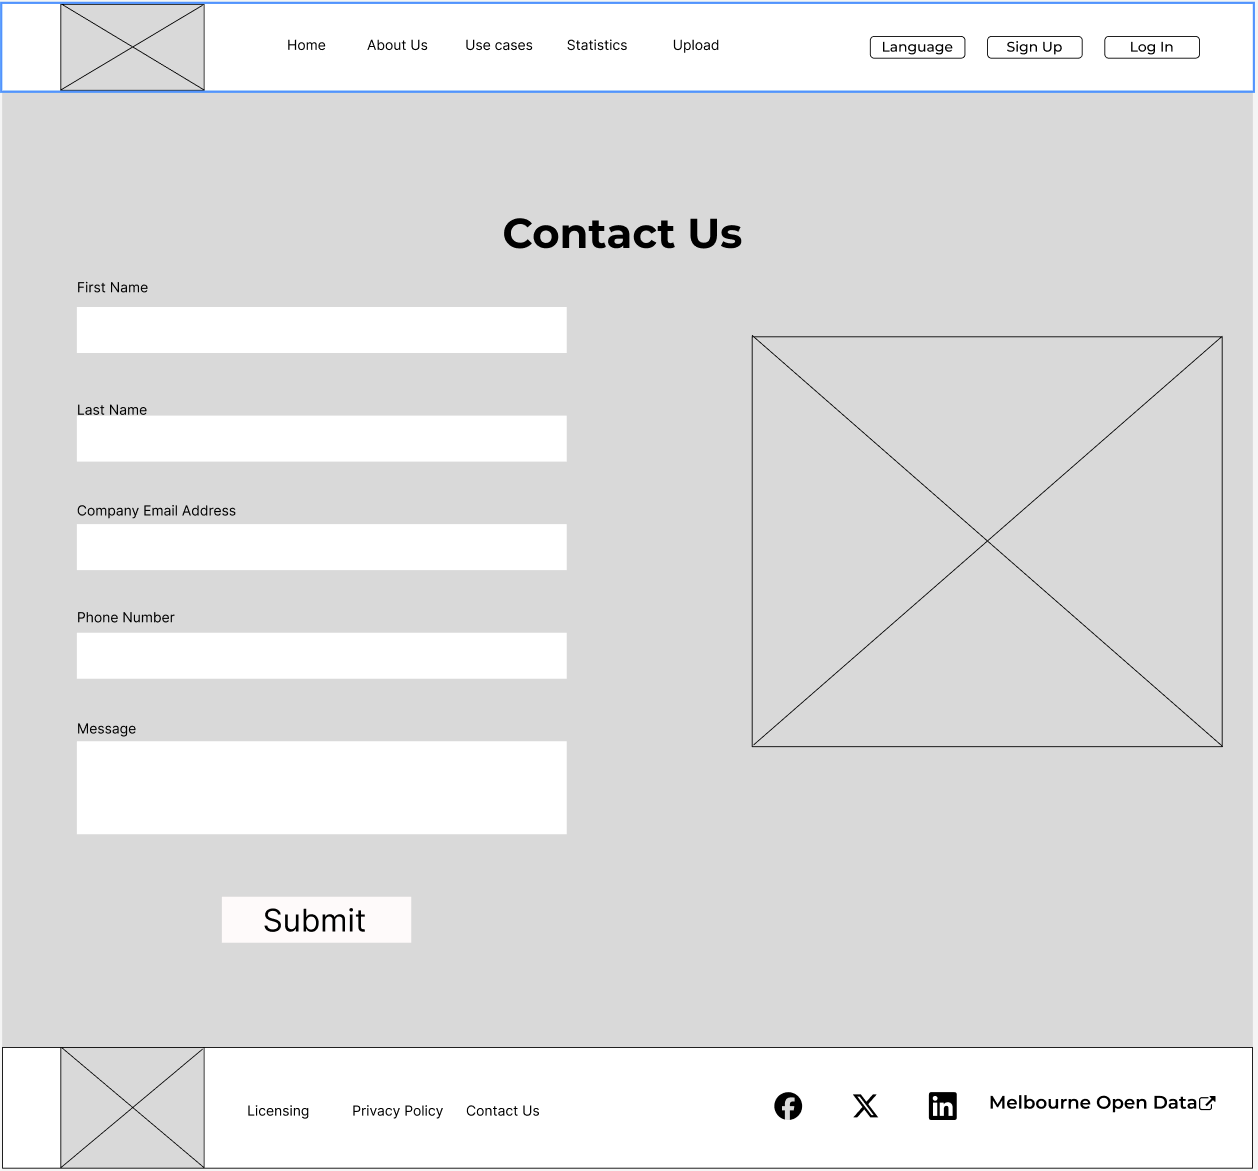 Home About Us Use cases Statistics Upload Language Sign Up Log In
Contact Us
First Name
Last Name
Company Email Address
Phone Number
Message
Submit
Licensing Privacy Policy Contact Us Melbourne Open Data